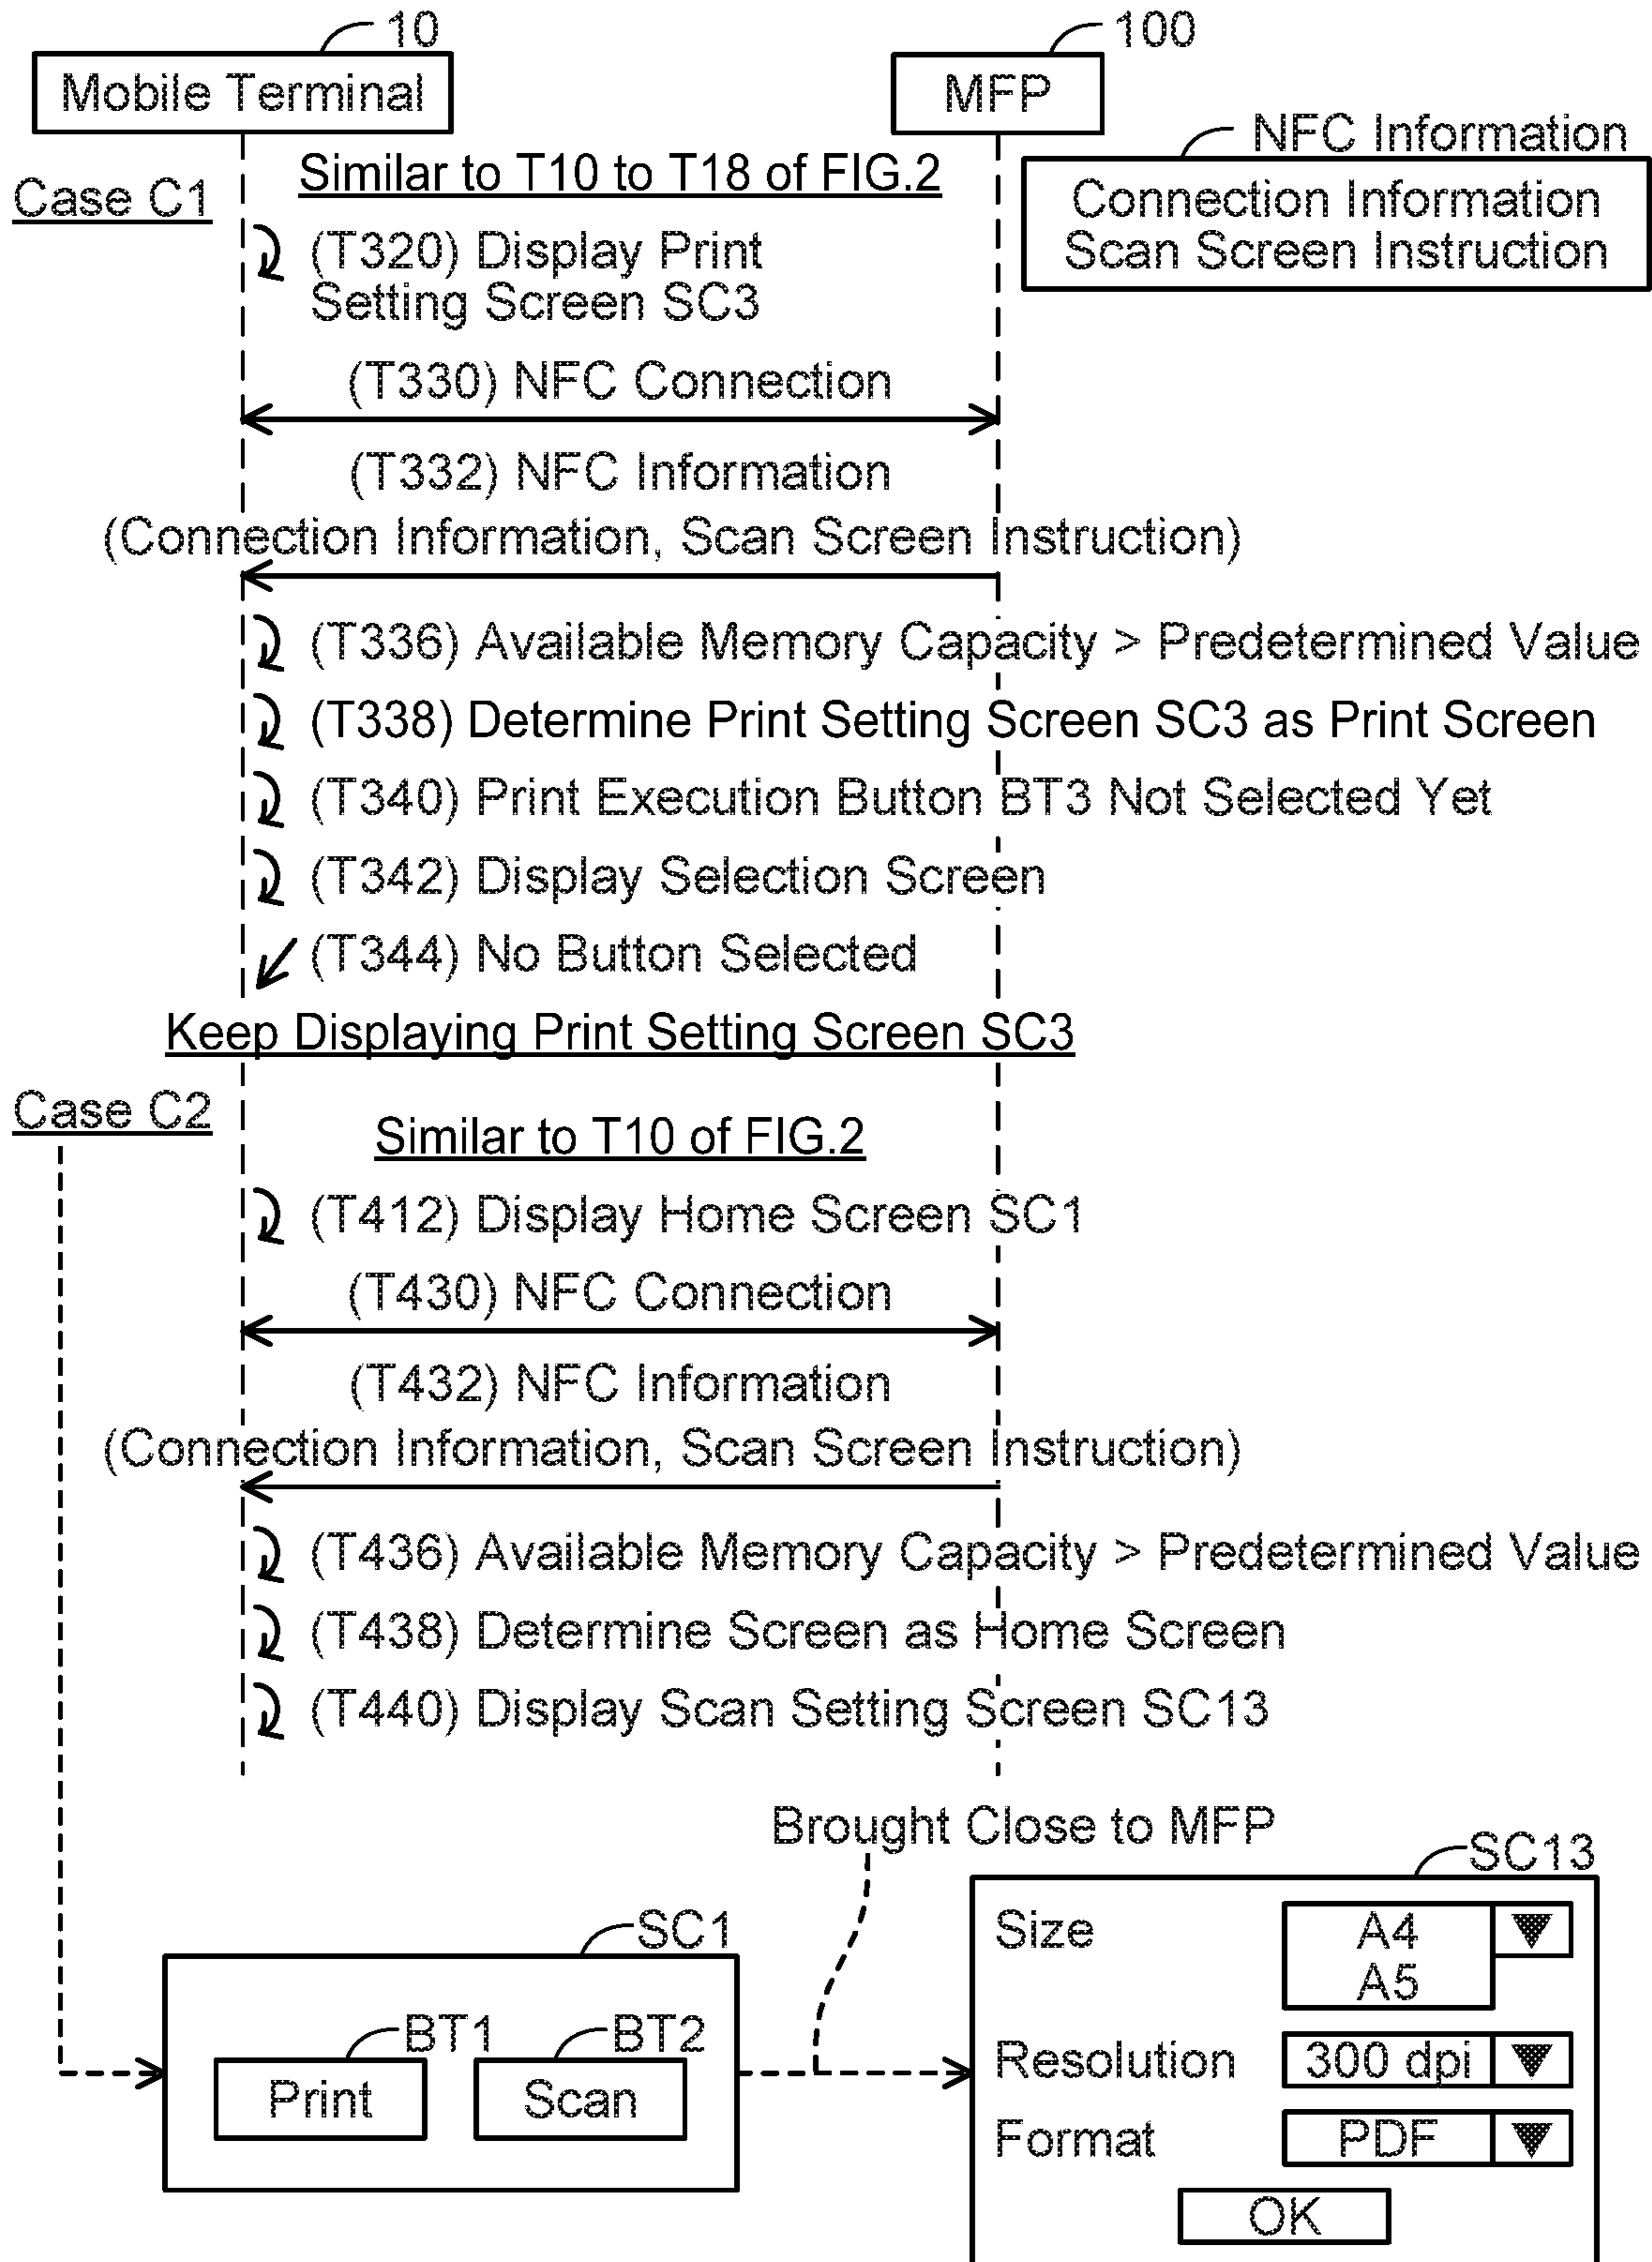 10
100
Mobile Terminal
MFP
NFC Information
Connection Information
Scan Screen Instruction
Similar to T10 to T18 of FIG.2
Case C1
(T320) Display Print
Setting Screen SC3
(T330) NFC Connection
(T332) NFC Information
(Connection Information, Scan Screen Instruction)
(T336) Available Memory Capacity > Predetermined Value
(T338) Determine Print Setting Screen SC3 as Print Screen
(T340) Print Execution Button BT3 Not Selected Yet
(T342) Display Selection Screen
(T344) No Button Selected
Keep Displaying Print Setting Screen SC3
Case C2
Similar to T10 of FIG.2
(T412) Display Home Screen SC1
(T430) NFC Connection
(T432) NFC Information
(Connection Information, Scan Screen Instruction)
(T436) Available Memory Capacity > Predetermined Value
(T438) Determine Screen as Home Screen
(T440) Display Scan Setting Screen SC13
Brought Close to MFP
SC1
BT1
BT2
Print
Scan
SC13
Size
A4
A5
Resolution
300 dpi
Format
PDF
OK